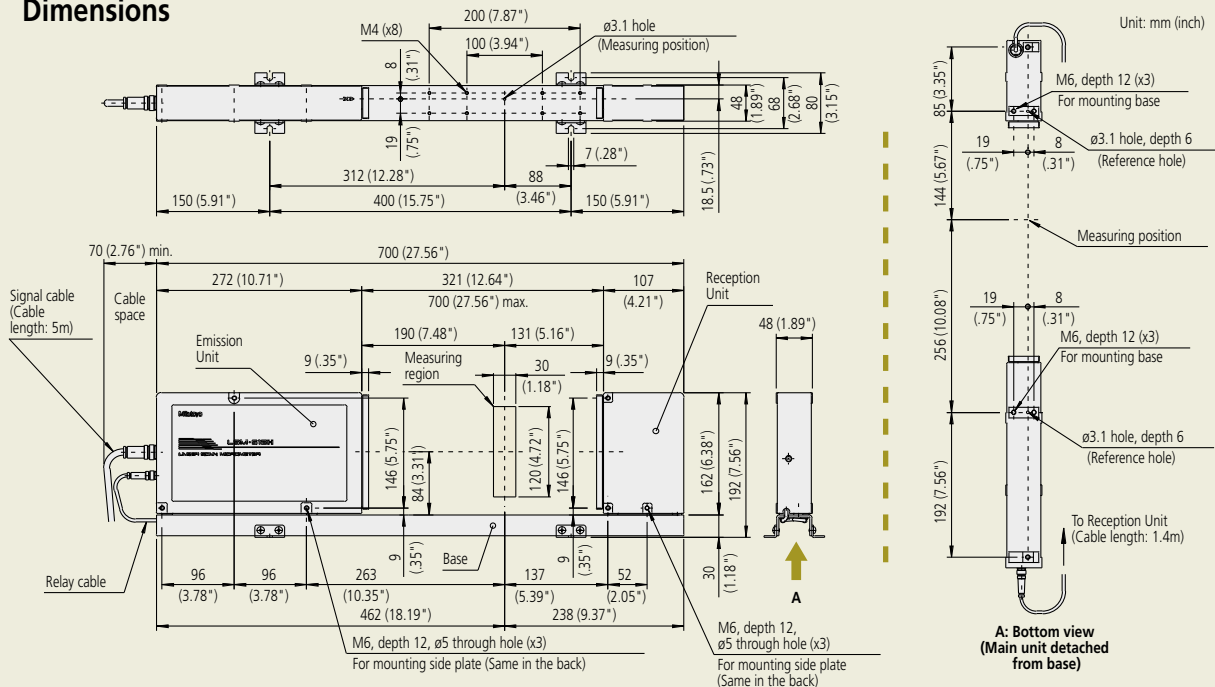 Dimensions
Unit: mm (inch)
200 (7.87")
M4 (x8)
ø3.1 hole
(Measuring position)
100 (3.94")
8
(.31")
19
(.75")
48
(1.89")
68
(2.68")
80
(3.15")
7 (.28")
18.5 (.73")
312 (12.28")
88
(3.46")
150 (5.91")
400 (15.75")
150 (5.91")
70 (2.76") min.
700 (27.56")
272 (10.71")
321 (12.64")
107
(4.21")
700 (27.56") max.
Reception
Unit
Signal cable
(Cable
length: 5m)
Cable
space
190 (7.48")
131 (5.16")
48 (1.89")
Emission
Unit
9 (.35")
Measuring
region
30
(1.18")
9 (.35")
Mitutoyo
LASER SCAN MICROMETER
146 (5.75")
84 (3.31")
120 (4.72")
146 (5.75")
162 (6.38")
192 (7.56")
9
(.35")
Base
9
(.35")
30
(1.18")
A
Relay cable
96
(3.78")
96
(3.78")
263
(10.35")
137
(5.39")
52
(2.05")
462 (18.19")
238 (9.37")
M6, depth 12, ø5 through hole (x3)
For mounting side plate (Same in the back)
M6, depth 12,
ø5 through hole (x3)
For mounting side plate
(Same in the back)
85 (3.35")
M6, depth 12 (x3)
For mounting base
ø3.1 hole, depth 6
(Reference hole)
19
(.75")
8
(.31")
144 (5.67")
Measuring position
256 (10.08")
19
(.75")
8
(.31")
M6, depth 12 (x3)
For mounting base
ø3.1 hole, depth 6
(Reference hole)
192 (7.56")
To Reception Unit
(Cable length: 1.4m)
A: Bottom view
(Main unit detached
from base)